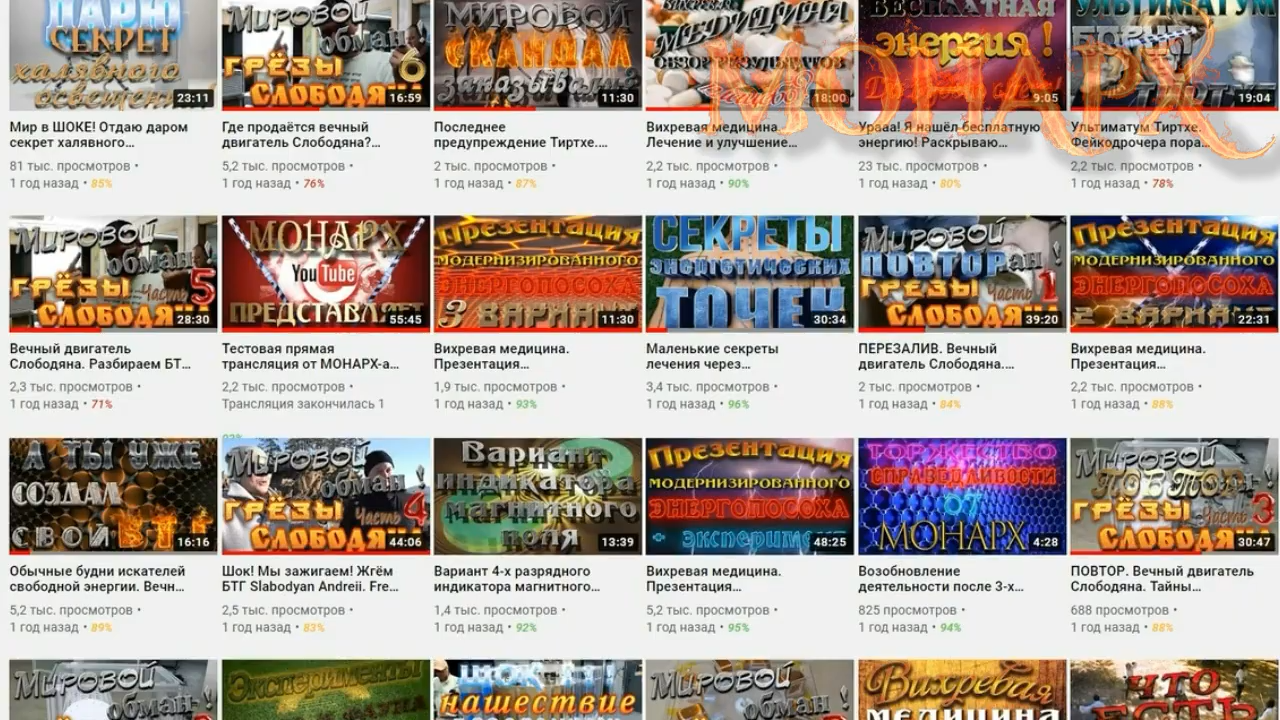 ДАРЮ
СЕКРЕТ
халявного
освещения
23:11
Мировой
обман !
ГРЁЗЫ 6
СЛОБОДЯ
16:59
МИРОВОЙ
СКАНДАЛ
заказывали?
11:30
Вихревая
МЕДИЦИНА
ОБЗОР РЕЗУЛЬТАТОВ
18:00
БЕСПЛАТНАЯ
энергия !
9:05
УЛЬТИМАТУМ
19:04
МОНАРХ
Мир в ШОКЕ! Отдаю даром
секрет халявного...
81 тыс. просмотров •
1 год назад • 85%
Где продаётся вечный
двигатель Слободяна?...
5,2 тыс. просмотров •
1 год назад • 76%
Последнее
предупреждение Тиртхе....
2 тыс. просмотров •
1 год назад • 87%
Вихревая медицина.
Лечение и улучшение...
2,2 тыс. просмотров •
1 год назад • 90%
Урааа! Я нашёл бесплатную
энергию! Раскрываю...
23 тыс. просмотров •
1 год назад • 80%
Ультиматум Тиртхе.
Фейкодрочера пора...
2,2 тыс. просмотров •
1 год назад • 78%
Мировой
обман !
ГРЁЗЫ Часть 5
СЛОБОДЯ
28:30
МОНАРХ
YouTube
ПРЕДСТАВЛЯЕТ
55:45
Презентация
МОДЕРНИЗИРОВАННОГО
ЭНЕРГОПОСОХА
3 ВАРИАН
11:30
СЕКРЕТЫ
энергетических
ТОЧЕК
30:34
Мировой
ПОВТОР ан !
ГРЁЗЫ Часть 1
СЛОБОДЯ
39:20
Презентация
МОДЕРНИЗИРОВАННОГО
ЭНЕРГОПОСОХА
2 ВАРИАН
22:31
Вечный двигатель
Слободяна. Разбираем БТ...
2,3 тыс. просмотров •
1 год назад • 71%
Тестовая прямая
трансляция от МОНАРХ-а...
2,2 тыс. просмотров •
Трансляция закончилась 1
Вихревая медицина.
Презентация...
1,9 тыс. просмотров •
1 год назад • 93%
Маленькие секреты
лечения через...
3,4 тыс. просмотров •
1 год назад • 96%
ПЕРЕЗАЛИВ. Вечный
двигатель Слободяна....
2 тыс. просмотров •
1 год назад • 84%
Вихревая медицина.
Презентация...
2,2 тыс. просмотров •
1 год назад • 88%
А ТЫ УЖЕ
СОЗДАЛ
СВОЙ БТГ
16:16
Мировой
обман !
ГРЁЗЫ Часть 4
СЛОБОДЯ
44:06
Вариант
индикатора
магнитного
поля
13:39
Презентация
МОДЕРНИЗИРОВАННОГО
ЭНЕРГОПОСОХА
+ эксперимен
48:25
ТОРЖЕСТВО
СПРАВЕДЛИВОСТИ
от
МОНАРХ
4:28
Мировой
ПОВТОР !
ГРЁЗЫ Часть 3
СЛОБОДЯ
30:47
Обычные будни искателей
свободной энергии. Вечн...
5,2 тыс. просмотров •
1 год назад • 89%
Шок! Мы зажигаем! Жгём
БТГ Slabodyan Andreii. Fre...
2,5 тыс. просмотров •
1 год назад • 83%
Вариант 4-х разрядного
индикатора магнитного...
1,4 тыс. просмотров •
1 год назад • 92%
Вихревая медицина.
Презентация...
5,2 тыс. просмотров •
1 год назад • 95%
Возобновление
деятельности после 3-х...
825 просмотров •
1 год назад • 94%
ПОВТОР. Вечный двигатель
Слободяна. Тайны...
688 просмотров •
1 год назад • 88%
Мировой
обман !
Эксперименты
ШОК !!!
нашествие
Мировой
обман !
Вихревая
медицина
ЧТО
ЕСТЬ